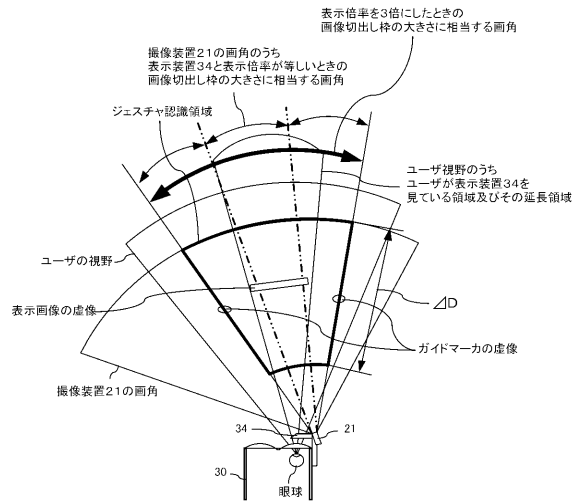 表示倍率を3倍にしたときの
画像切出し枠の大きさに相当する画角
撮像装置21の画角のうち
表示装置34と表示倍率が等しいときの
画像切出し枠の大きさに相当する画角
ジェスチャ認識領域
ユーザ視野のうち
ユーザが表示装置34を
見ている領域及びその延長領域
ユーザの視野
表示画像の虚像
⊿D
ガイドマーカの虚像
撮像装置21の画角
34
21
30
眼球